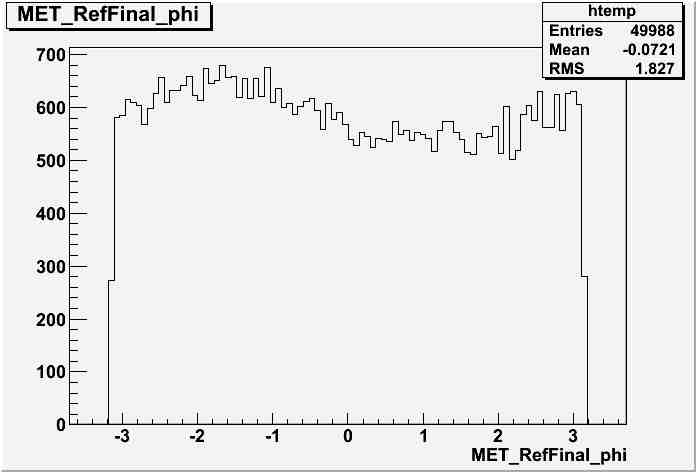 MET_RefFinal_phi
htemp
Entries 49988
Mean -0.0721
RMS 1.827
700
600
500
400
300
200
100
0
-3 -2 -1 0 1 2 3
MET_RefFinal_phi